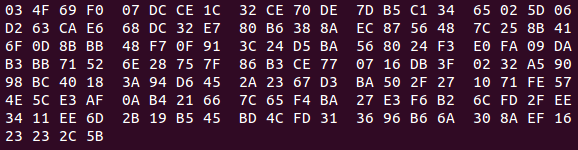 03 4F 69 F0  07 DC CE 1C  32 CE 70 DE  7D B5 C1 34  65 02 5D 06
D2 63 CA E6  68 DC 32 E7  80 B6 38 8A  EC 87 56 48  7C 25 8B 41
6F 0D 8B BB  48 F7 0F 91  3C 24 D5 BA  56 80 24 F3  E0 FA 09 DA
B3 BB 71 52  6E 28 75 7F  86 B3 CE 77  07 16 DB 3F  02 32 A5 90
98 BC 40 18  3A 94 D6 45  2A 23 67 D3  BA 50 2F 27  10 71 FE 57
4E 5C E3 AF  0A B4 21 66  7C 65 F4 BA  27 E3 F6 B2  6C FD 2F EE
34 11 EE 6D  2B 19 B5 45  BD 4C FD 31  36 96 B6 6A  30 8A EF 16
23 23 2C 5B